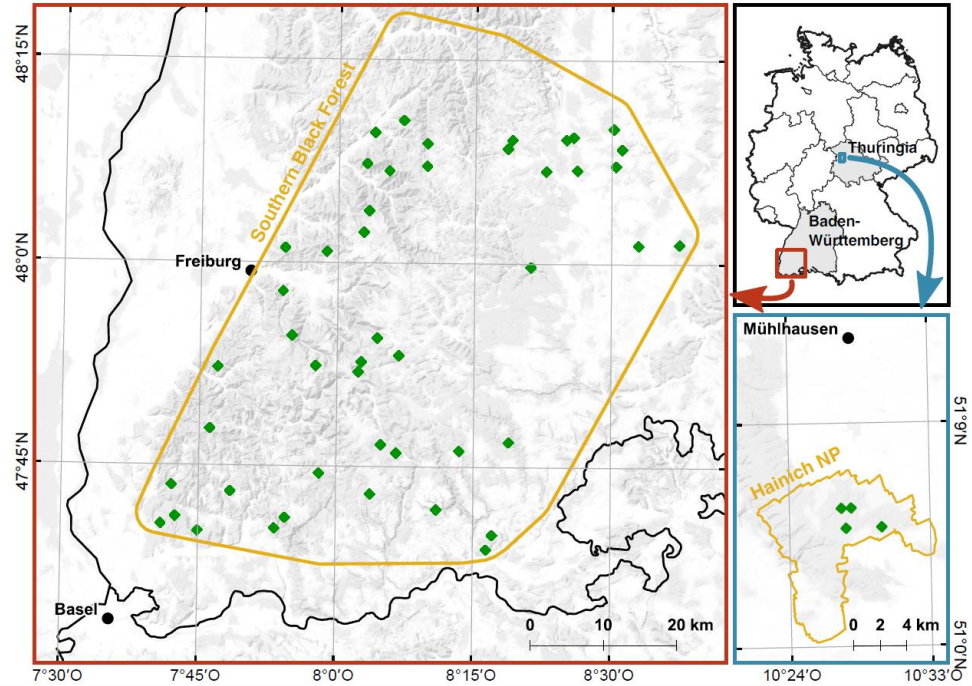 48°15'N
48°0'N
47°45'N
Southern Black Forest
Freiburg
Basel
0 10 20 km
7°30'O 7°45'O 8°0'O 8°15'O 8°30'O
Thuringia
Baden-
Württemberg
Mühlhausen
Hainich NP
0 2 4 km
51°9'N
51°0'N
10°24'O 10°33'O